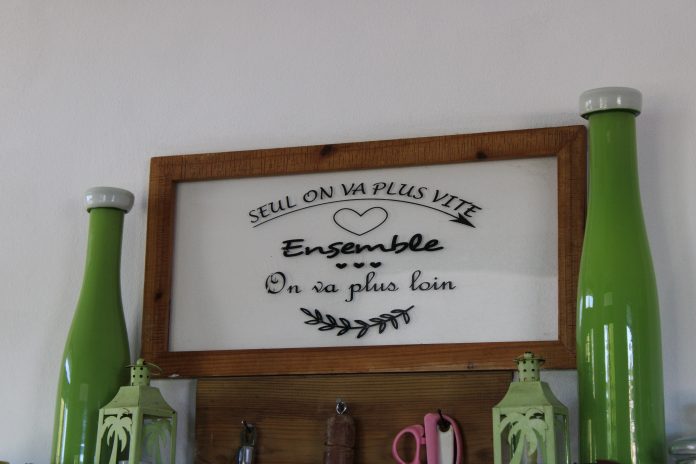 SEUL ON VA PLUS VITE
Ensemble
On va plus loin